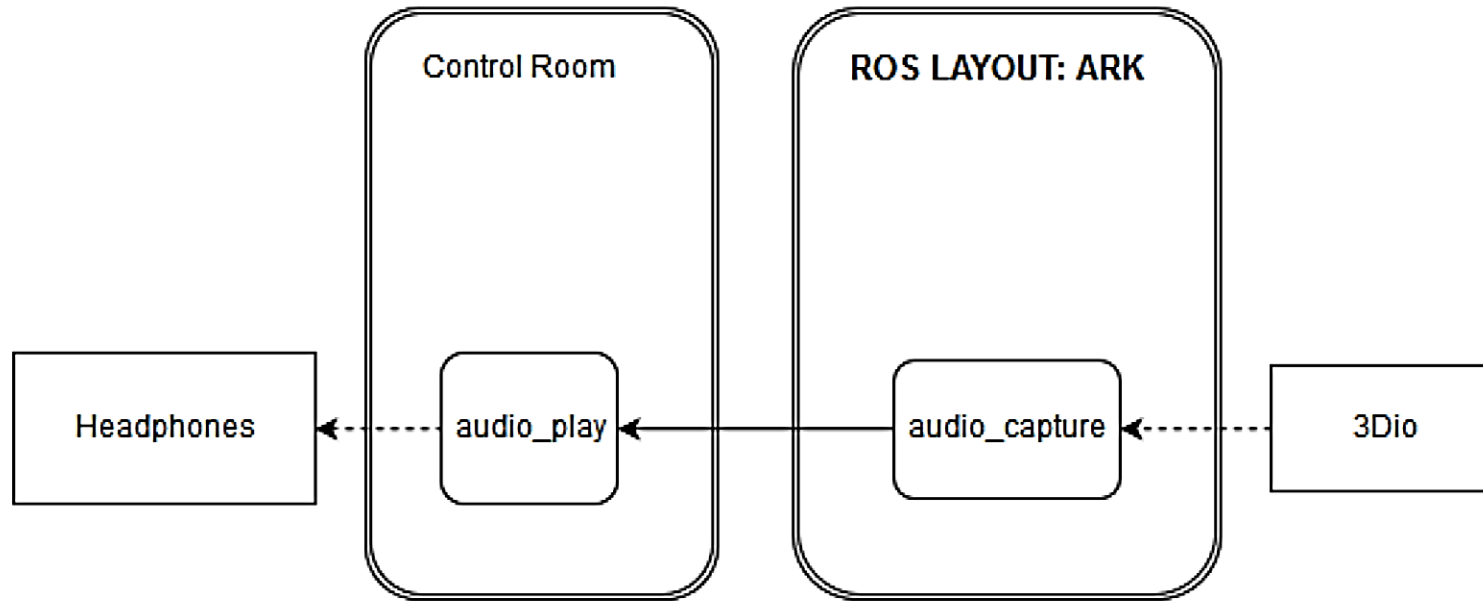 Control Room
ROS LAYOUT: ARK
Headphones
audio_play
audio_capture
3Dio